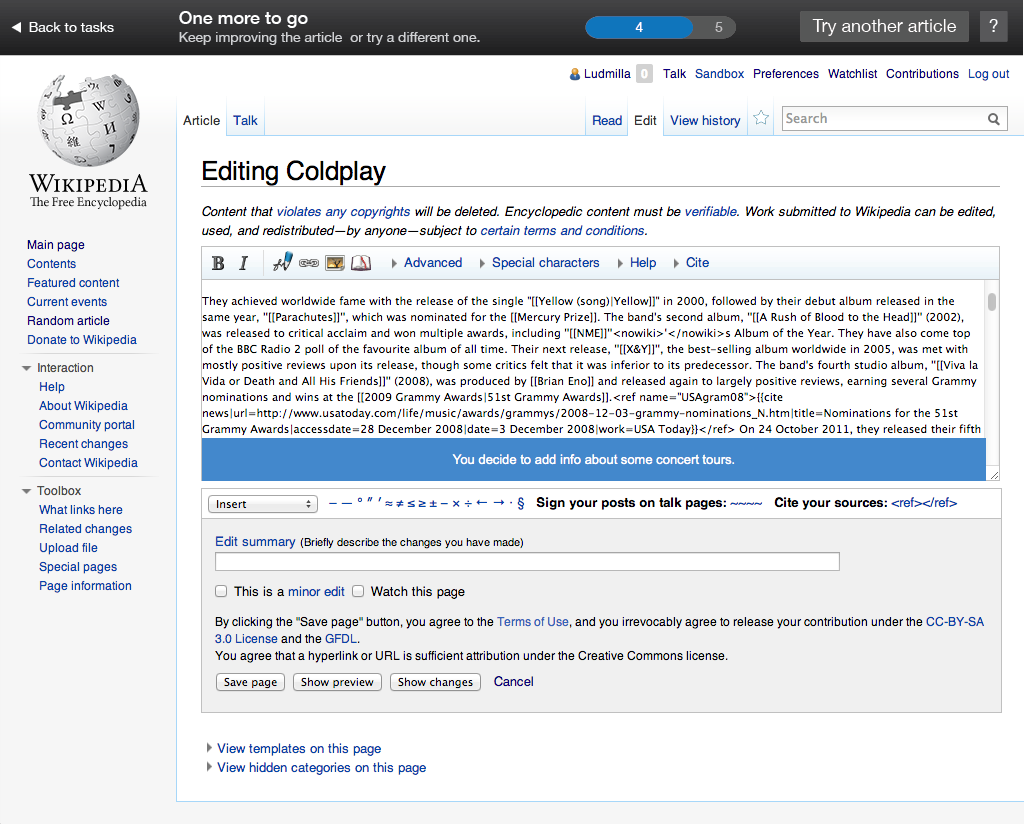 Back to tasks
One more to go
Keep improving the article or try a different one.
4 5
Try another article
?
Ludmilla 0 Talk Sandbox Preferences Watchlist Contributions Log out
Article Talk
Read Edit View history
Search
WIKIPEDIA
The Free Encyclopedia
Main page
Contents
Featured content
Current events
Random article
Donate to Wikipedia
Interaction
Help
About Wikipedia
Community portal
Recent changes
Contact Wikipedia
Toolbox
What links here
Related changes
Upload file
Special pages
Page information
Editing Coldplay
Content that violates any copyrights will be deleted. Encyclopedic content must be verifiable. Work submitted to Wikipedia can be edited,
used, and redistributed—by anyone—subject to certain terms and conditions.
B I Advanced Special characters Help Cite
They achieved worldwide fame with the release of the single "[[Yellow (song)|Yellow]]" in 2000, followed by their debut album released in the
same year, ''[[Parachutes]]'', which was nominated for the [[Mercury Prize]]. The band's second album, ''[[A Rush of Blood to the Head]]'' (2002),
was released to critical acclaim and won multiple awards, including ''[[NME]]''<nowiki>'</nowiki>s Album of the Year. They have also come top
of the BBC Radio 2 poll of the favourite album of all time. Their next release, ''[[X&Y]]'', the best-selling album worldwide in 2005, was met with
mostly positive reviews upon its release, though some critics felt that it was inferior to its predecessor. The band's fourth studio album, ''[[Viva la
Vida or Death and All His Friends]]'' (2008), was produced by [[Brian Eno]] and released again to largely positive reviews, earning several Grammy
nominations and wins at the [[2009 Grammy Awards|51st Grammy Awards]].<ref name="USAgram08">{{cite
news|url=http://www.usatoday.com/life/music/awards/grammys/2008-12-03-grammy-nominations_N.htm|title=Nominations for the 51st
Grammy Awards|accessdate=28 December 2008|date=3 December 2008|work=USA Today}}</ref> On 24 October 2011, they released their fifth
You decide to add info about some concert tours.
Insert – — ° ″ ′ ≈ ≠ ≤ ≥ ± − × ÷ ← → · § Sign your posts on talk pages: ~~~~ Cite your sources: <ref></ref>
Edit summary (Briefly describe the changes you have made)
This is a minor edit Watch this page
By clicking the "Save page" button, you agree to the Terms of Use, and you irrevocably agree to release your contribution under the CC-BY-SA
3.0 License and the GFDL.
You agree that a hyperlink or URL is sufficient attribution under the Creative Commons license.
Save page Show preview Show changes Cancel
View templates on this page
View hidden categories on this page